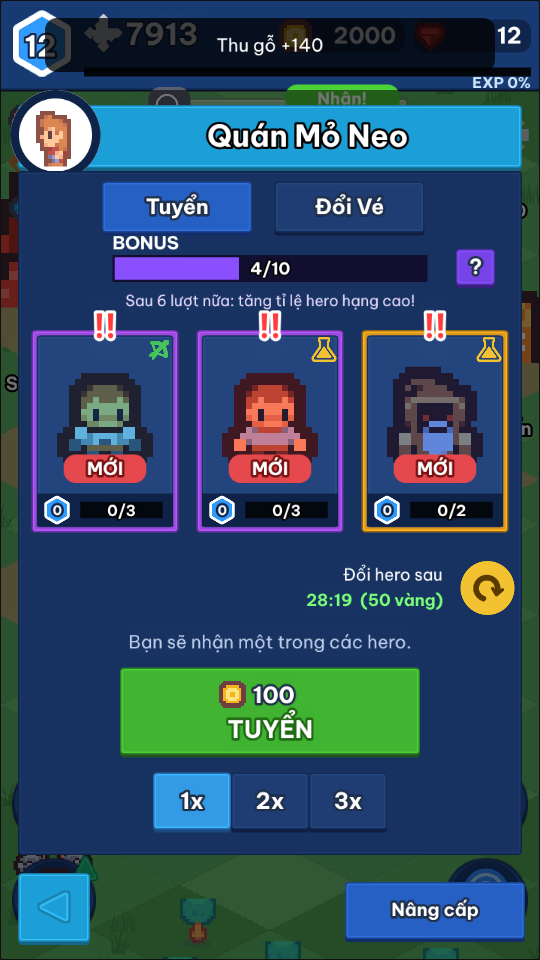 12
7913
Thu gỗ +140
2000
12
EXP 0%
Nhận!
Quán Mỏ Neo
Tuyển
Đổi Vé
BONUS
4/10
?
Sau 6 lượt nữa: tăng tỉ lệ hero hạng cao!
!! !! !!
MỚI MỚI MỚI
0 0/3 0 0/3 0 0/2
Đổi hero sau
28:19 (50 vàng)
Bạn sẽ nhận một trong các hero.
100
TUYỂN
1x 2x 3x
Nâng cấp